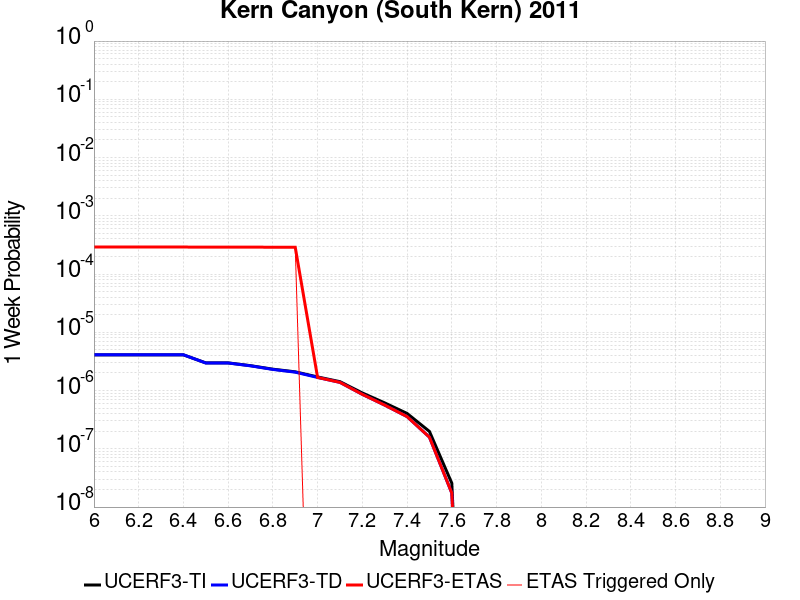 Kern Canyon (South Kern) 2011
1 Week Probability
10^0
10^-1
10^-2
10^-3
10^-4
10^-5
10^-6
10^-7
10^-8
6 6.2 6.4 6.6 6.8 7 7.2 7.4 7.6 7.8 8 8.2 8.4 8.6 8.8 9
Magnitude
UCERF3-TI UCERF3-TD UCERF3-ETAS ETAS Triggered Only